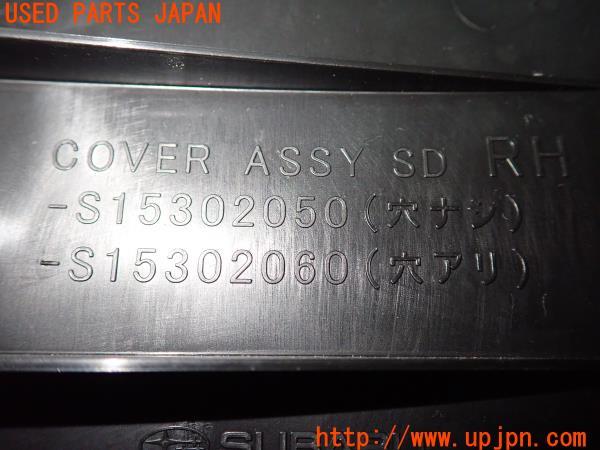 USED PARTS JAPAN
COVER ASSY SD RH
-S15302050(穴ナシ)
-S15302060(穴アリ)
SUBARU
http://www.upjpn.com